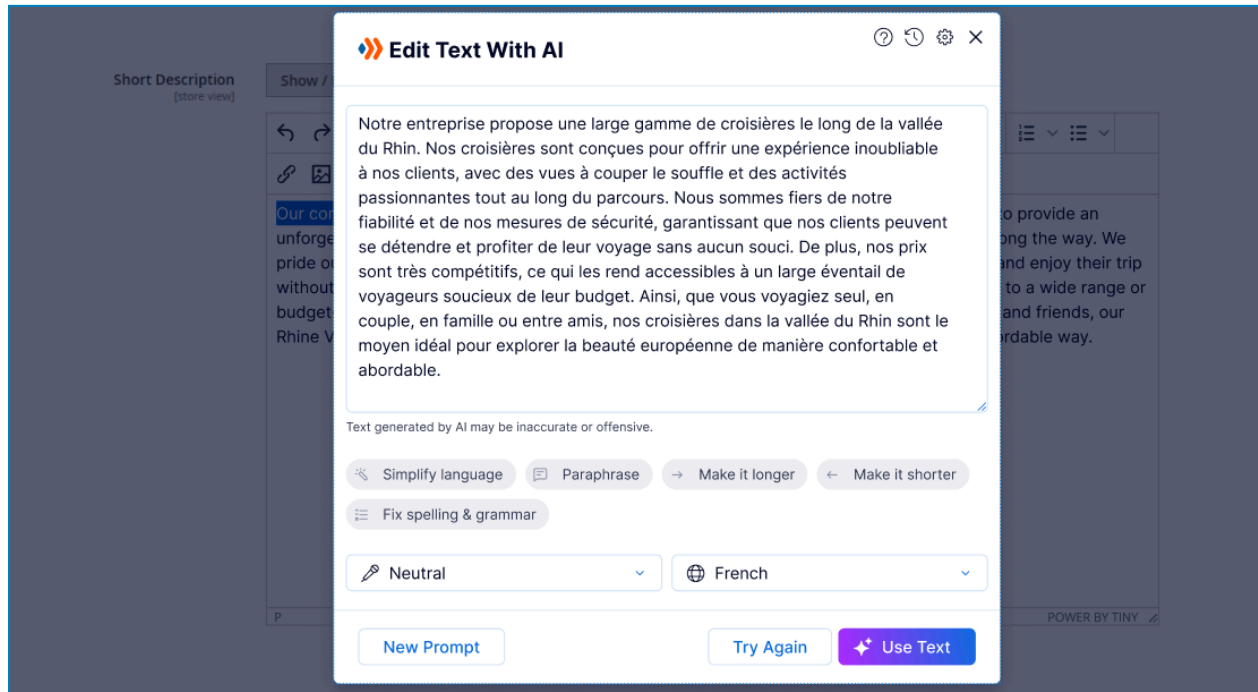 Edit Text With AI
Short Description
[store view]
Show /
Notre entreprise propose une large gamme de croisières le long de la vallée
du Rhin. Nos croisières sont conçues pour offrir une expérience inoubliable
à nos clients, avec des vues à couper le souffle et des activités
passionnantes tout au long du parcours. Nous sommes fiers de notre
fiabilité et de nos mesures de sécurité, garantissant que nos clients peuvent
se détendre et profiter de leur voyage sans aucun souci. De plus, nos prix
sont très compétitifs, ce qui les rend accessibles à un large éventail de
voyageurs soucieux de leur budget. Ainsi, que vous voyagiez seul, en
couple, en famille ou entre amis, nos croisières dans la vallée du Rhin sont le
moyen idéal pour explorer la beauté européenne de manière confortable et
abordable.
Our cor
unforge
pride o
without
budget
Rhine V
to provide an
ong the way. We
and enjoy their trip
to a wide range or
and friends, our
rdable way.
Text generated by AI may be inaccurate or offensive.
Simplify language
Paraphrase
Make it longer
Make it shorter
Fix spelling & grammar
Neutral
French
P
POWER BY TINY
New Prompt
Try Again
Use Text